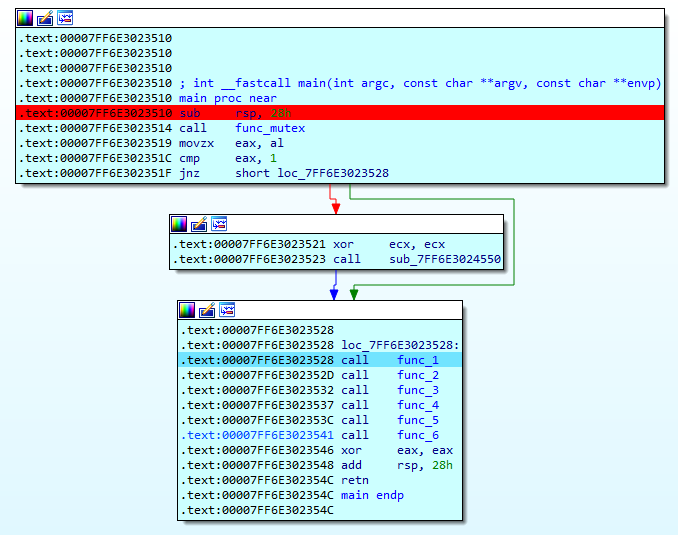 .text:00007FF6E3023510
.text:00007FF6E3023510
.text:00007FF6E3023510
.text:00007FF6E3023510 ; int __fastcall main(int argc, const char **argv, const char **envp)
.text:00007FF6E3023510 main proc near
.text:00007FF6E3023510 sub rsp, 28h
.text:00007FF6E3023514 call func_mutex
.text:00007FF6E3023519 movzx eax, al
.text:00007FF6E302351C cmp eax, 1
.text:00007FF6E302351F jnz short loc_7FF6E3023528
.text:00007FF6E3023521 xor ecx, ecx
.text:00007FF6E3023523 call sub_7FF6E3024550
.text:00007FF6E3023528
.text:00007FF6E3023528 loc_7FF6E3023528:
.text:00007FF6E3023528 call func_1
.text:00007FF6E302352D call func_2
.text:00007FF6E3023532 call func_3
.text:00007FF6E3023537 call func_4
.text:00007FF6E302353C call func_5
.text:00007FF6E3023541 call func_6
.text:00007FF6E3023546 xor eax, eax
.text:00007FF6E3023548 add rsp, 28h
.text:00007FF6E302354C retn
.text:00007FF6E302354C main endp
.text:00007FF6E302354C